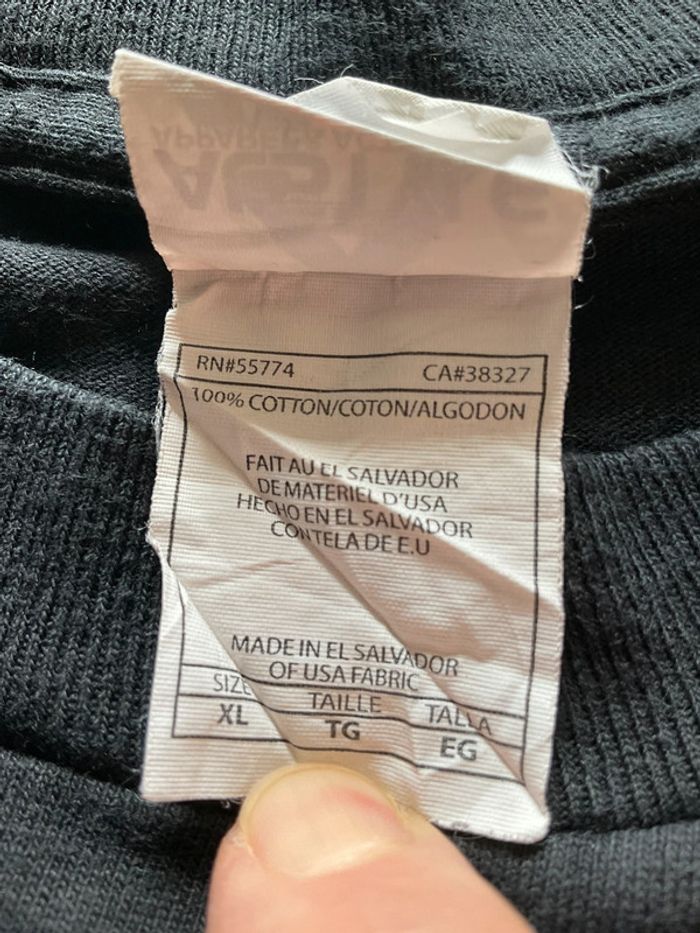 RN#55774 CA#38327
100% COTTON/COTON/ALGODON
FAIT AU EL SALVADOR
DE MATERIEL D'USA
HECHO EN EL SALVADOR
CON TELA DE E.U
MADE IN EL SALVADOR
OF USA FABRIC
SIZE TAILLE TALLA
XL TG EG